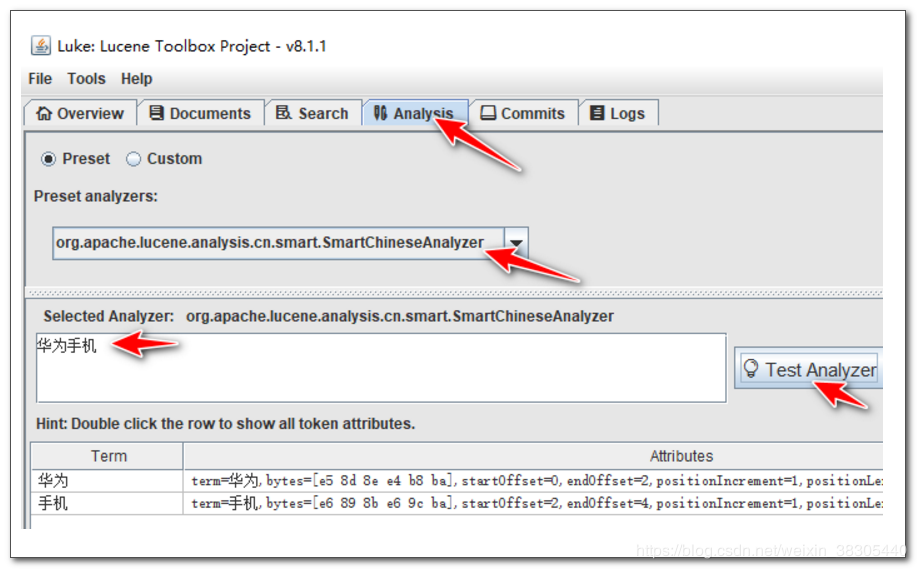 Luke: Lucene Toolbox Project - v8.1.1
File Tools Help
Overview Documents Search Analysis Commits Logs
Preset Custom
Preset analyzers:
org.apache.lucene.analysis.cn.smart.SmartChineseAnalyzer
Selected Analyzer: org.apache.lucene.analysis.cn.smart.SmartChineseAnalyzer
华为手机
Test Analyzer
Hint: Double click the row to show all token attributes.
Term Attributes
华为 term=华为, bytes=[e5 8d 8e e4 b8 ba], startOffset=0, endOffset=2, positionIncrement=1, positionLe
手机 term=手机, bytes=[e6 89 8b e6 9c ba], startOffset=2, endOffset=4, positionIncrement=1, positionLe
https://blog.csdn.net/weixin_38305440